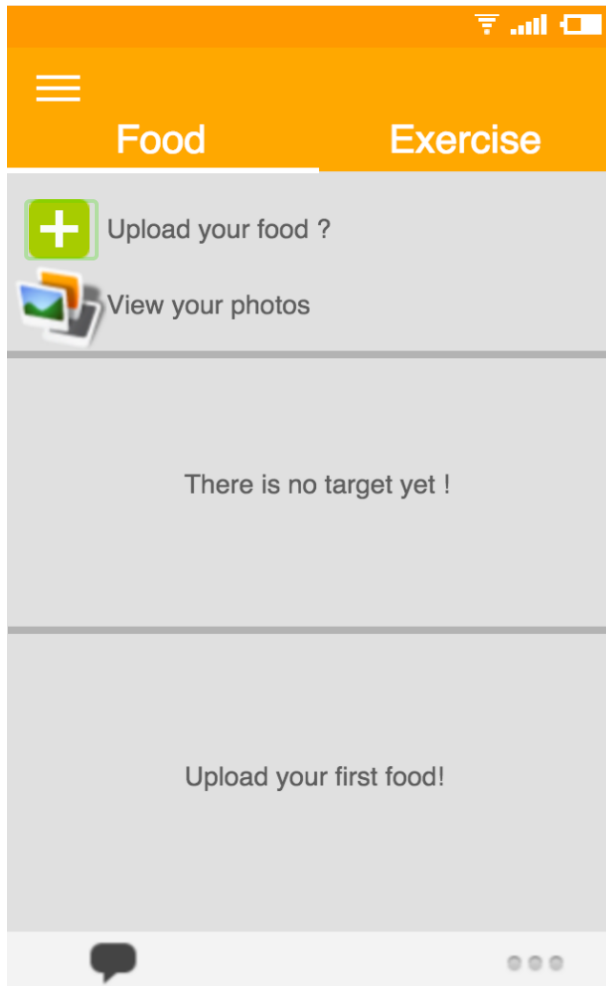 Food Exercise
Upload your food ?
View your photos
There is no target yet !
Upload your first food!